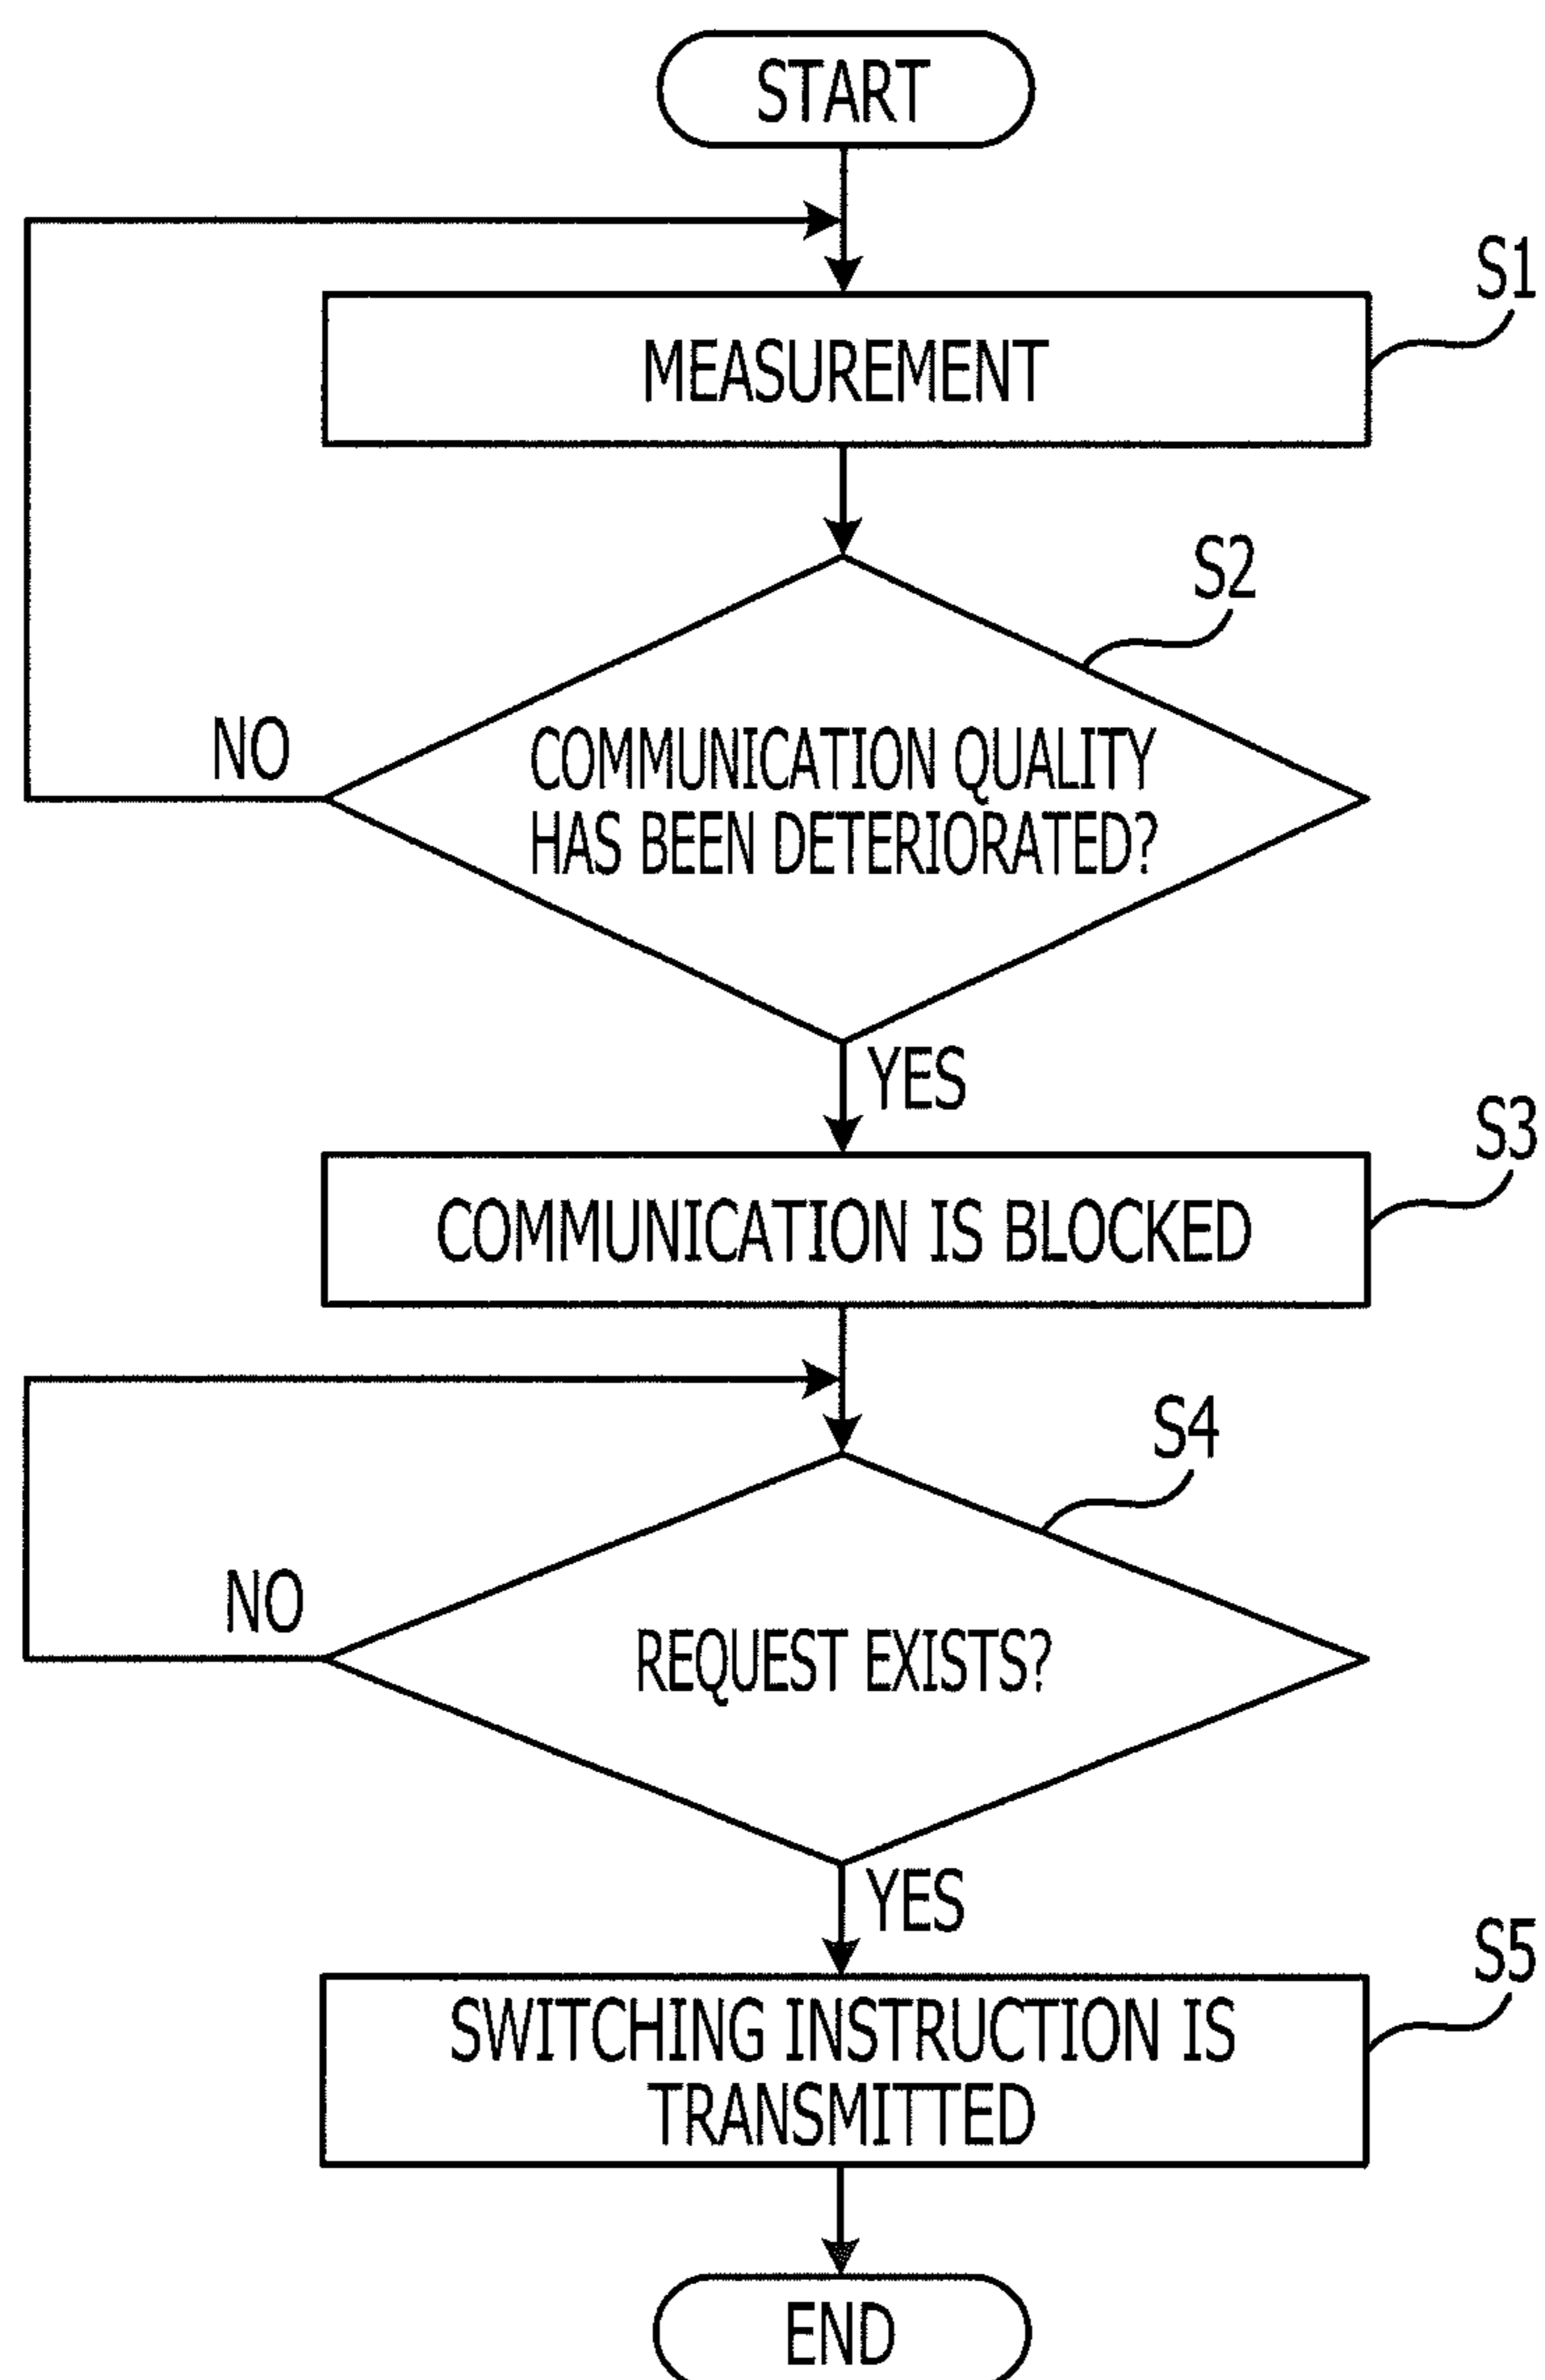 START
S1
MEASUREMENT
S2
NO
COMMUNICATION QUALITY
HAS BEEN DETERIORATED?
YES
S3
COMMUNICATION IS BLOCKED
S4
NO
REQUEST EXISTS?
YES
S5
SWITCHING INSTRUCTION IS
TRANSMITTED
END